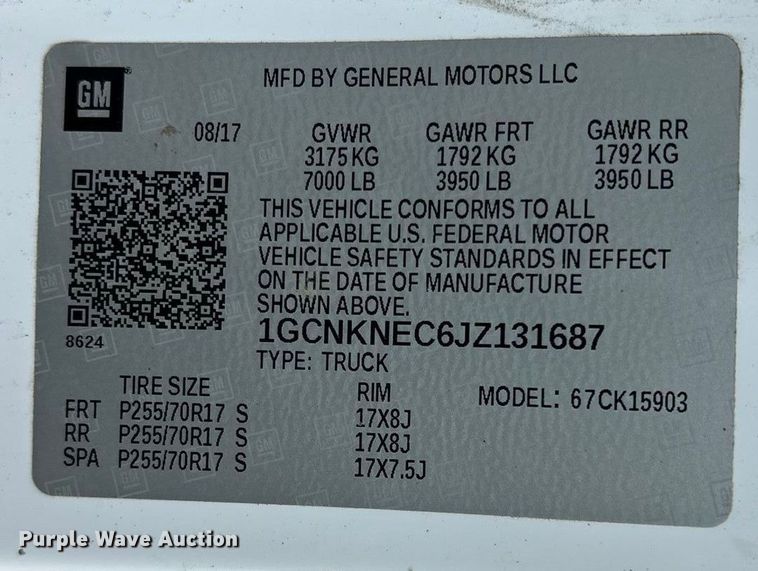 GM ®
MFD BY GENERAL MOTORS LLC
08/17 GVWR GAWR FRT GAWR RR
3175 KG 1792 KG 1792 KG
7000 LB 3950 LB 3950 LB
THIS VEHICLE CONFORMS TO ALL
APPLICABLE U.S. FEDERAL MOTOR
VEHICLE SAFETY STANDARDS IN EFFECT
ON THE DATE OF MANUFACTURE
SHOWN ABOVE.
1GCNKNEC6JZ131687
8624
TYPE: TRUCK
TIRE SIZE RIM MODEL: 67CK15903
FRT P255/70R17 S 17X8J
RR P255/70R17 S 17X8J
SPA P255/70R17 S 17X7.5J
Purple Wave Auction